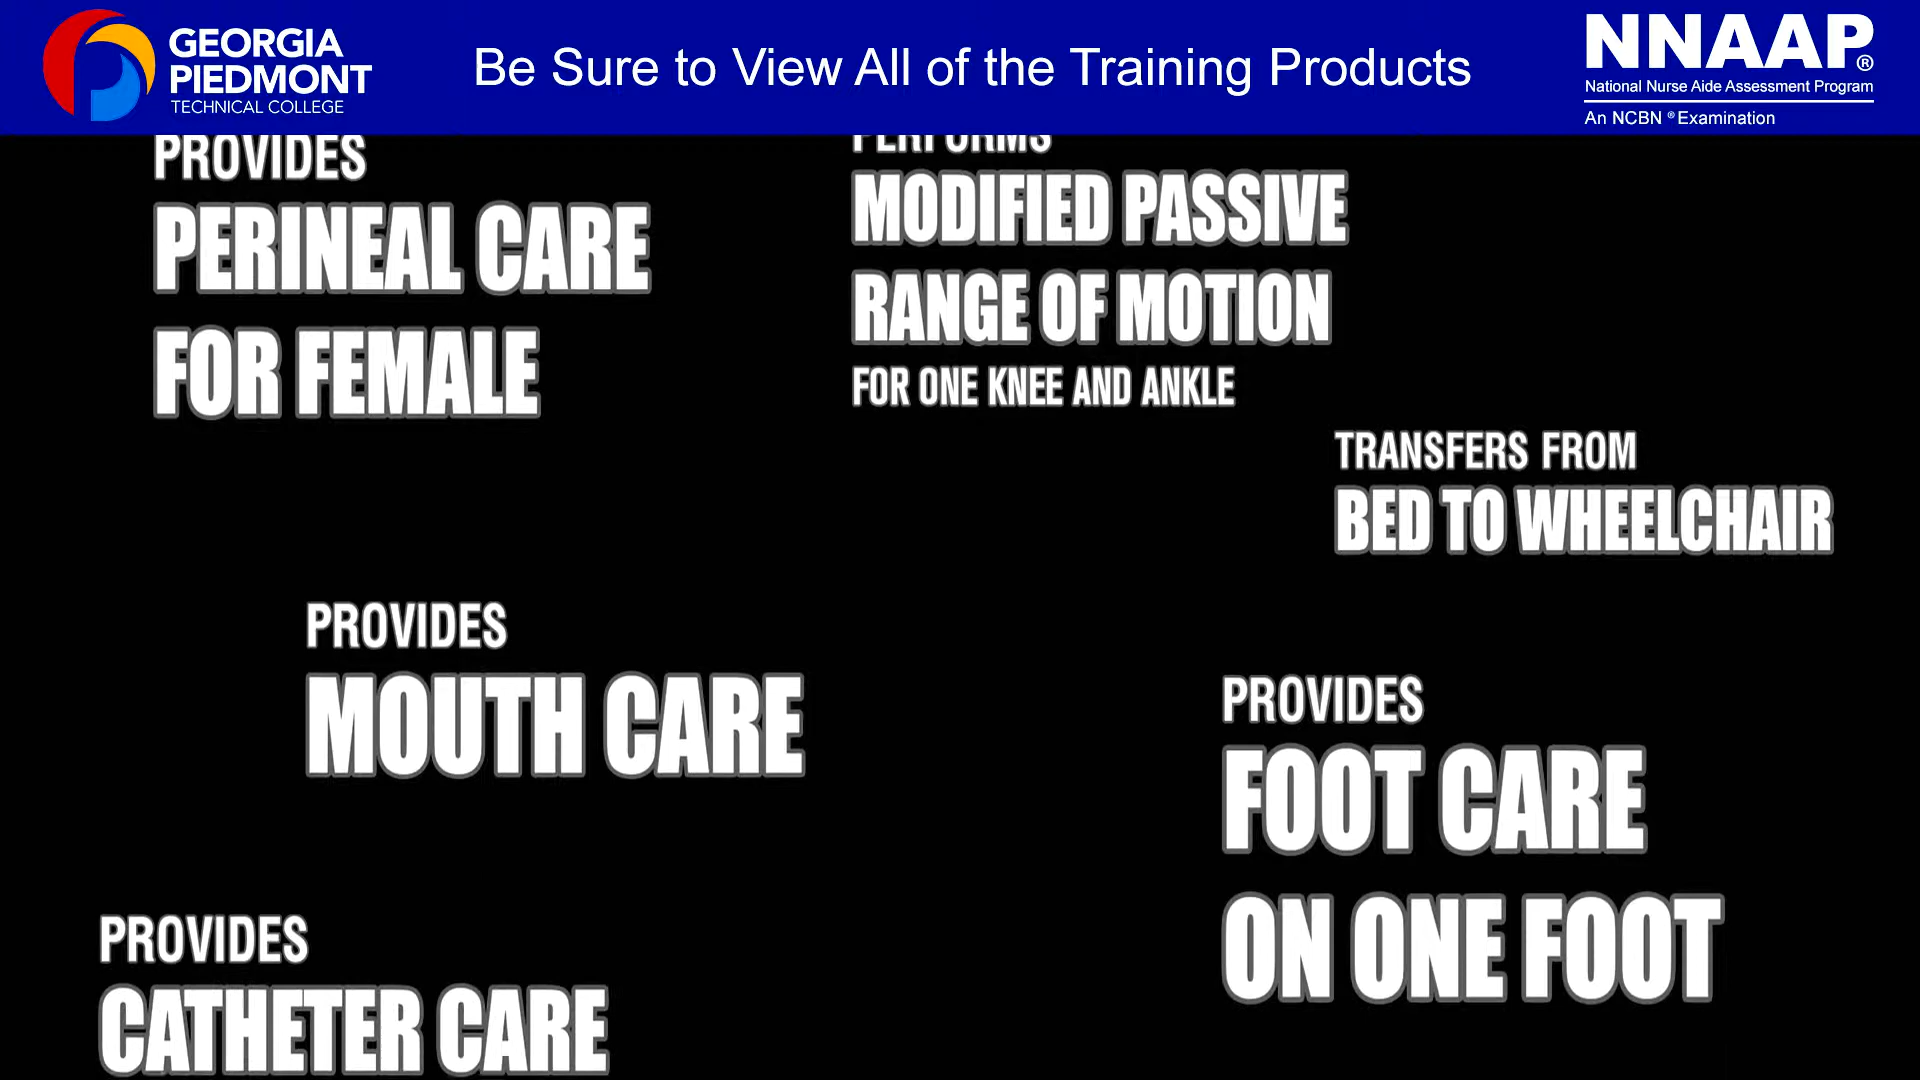 GEORGIA
PIEDMONT
TECHNICAL COLLEGE
Be Sure to View All of the Training Products
NNAAP®
National Nurse Aide Assessment Program
An NCBN ® Examination
PROVIDES
PERINEAL CARE
FOR FEMALE
PERFORMS
MODIFIED PASSIVE
RANGE OF MOTION
FOR ONE KNEE AND ANKLE
TRANSFERS FROM
BED TO WHEELCHAIR
PROVIDES
MOUTH CARE
PROVIDES
FOOT CARE
ON ONE FOOT
PROVIDES
CATHETER CARE